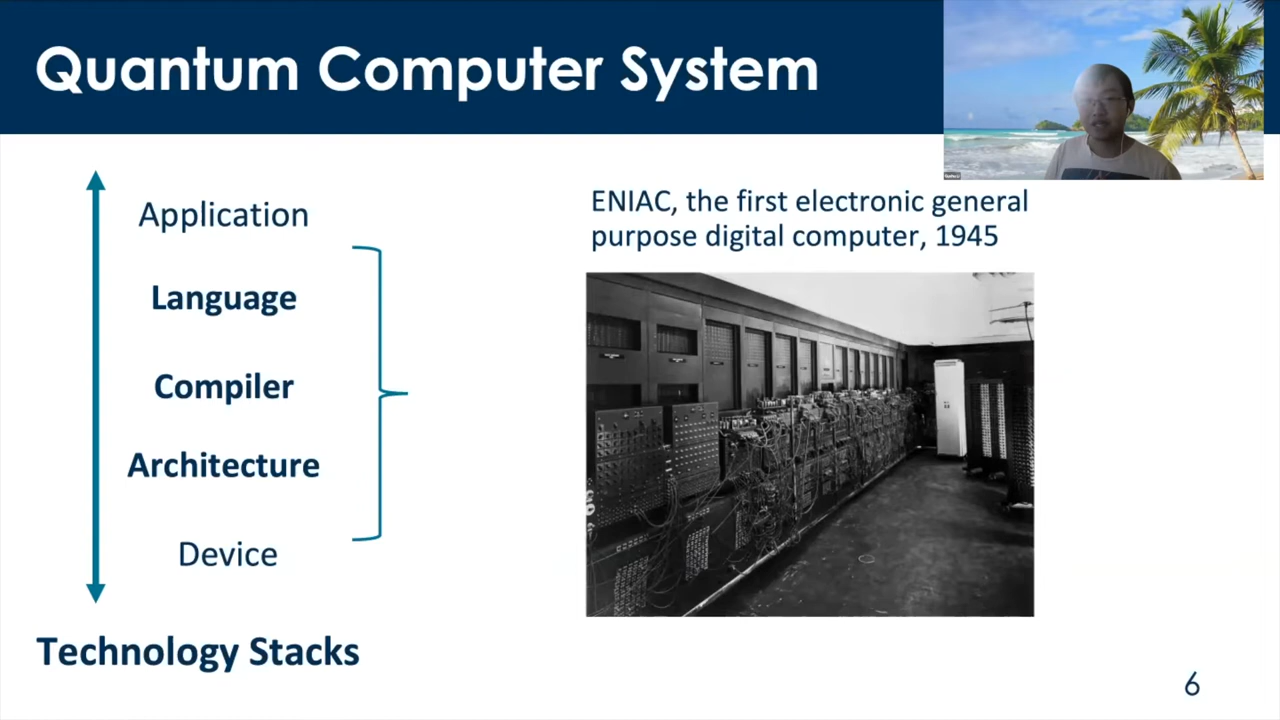 Quantum Computer System
Application
Language
Compiler
Architecture
Device
Technology Stacks
ENIAC, the first electronic general
purpose digital computer, 1945
6